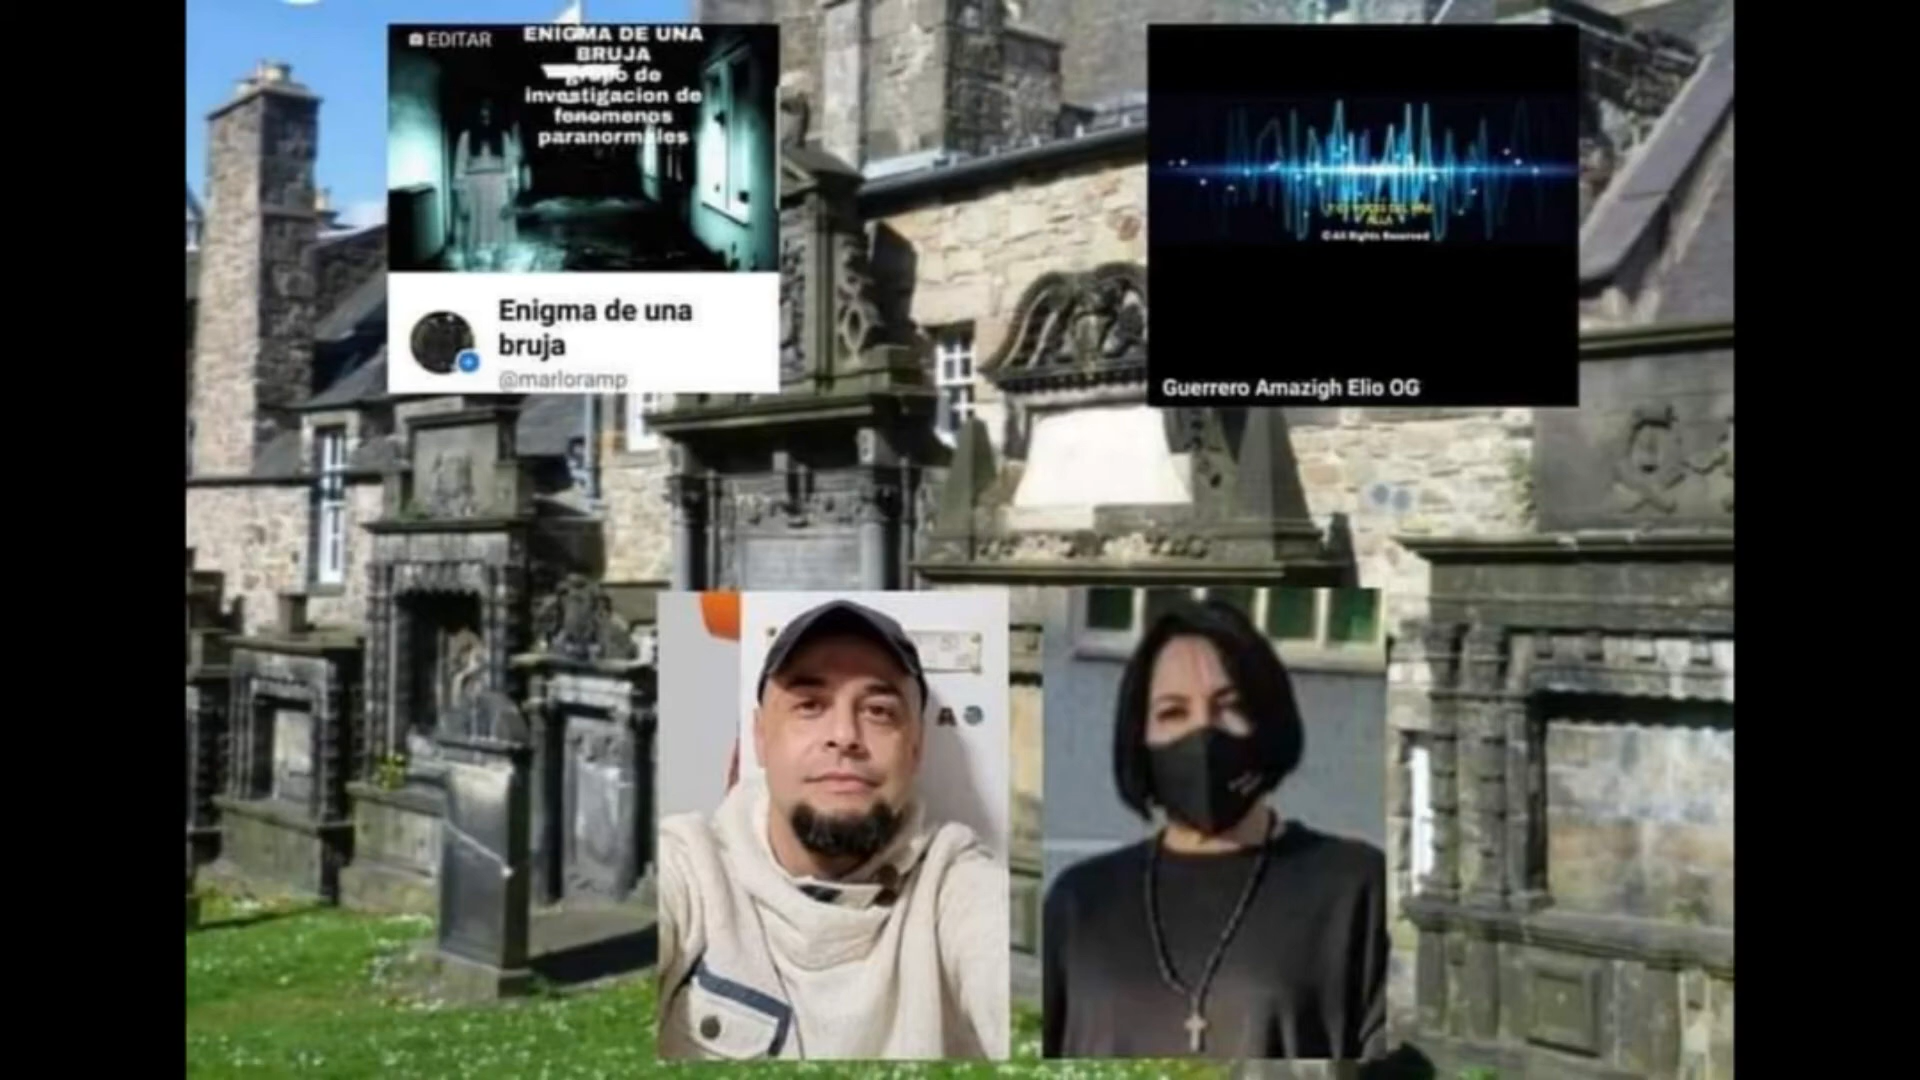 EDITAR
ENIGMA DE UNA
BRUJA
grupo de
investigacion de
fenomenos
paranormales
Enigma de una
bruja
@marloramp
ALLA
©All Rights Reserved
Guerrero Amazigh Elio OG
A